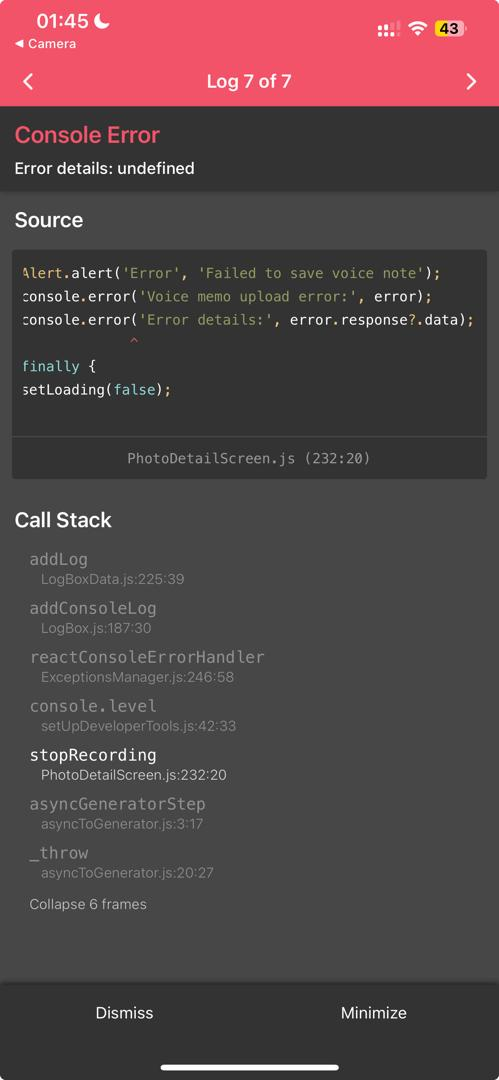 01:45
43
◀ Camera
Log 7 of 7
Console Error
Error details: undefined
Source
Alert.alert('Error', 'Failed to save voice note');
console.error('Voice memo upload error:', error);
console.error('Error details:', error.response?.data);
^
finally {
setLoading(false);
PhotoDetailScreen.js (232:20)
Call Stack
addLog
LogBoxData.js:225:39
addConsoleLog
LogBox.js:187:30
reactConsoleErrorHandler
ExceptionsManager.js:246:58
console.level
setUpDeveloperTools.js:42:33
stopRecording
PhotoDetailScreen.js:232:20
asyncGeneratorStep
asyncToGenerator.js:3:17
_throw
asyncToGenerator.js:20:27
Collapse 6 frames
Dismiss
Minimize